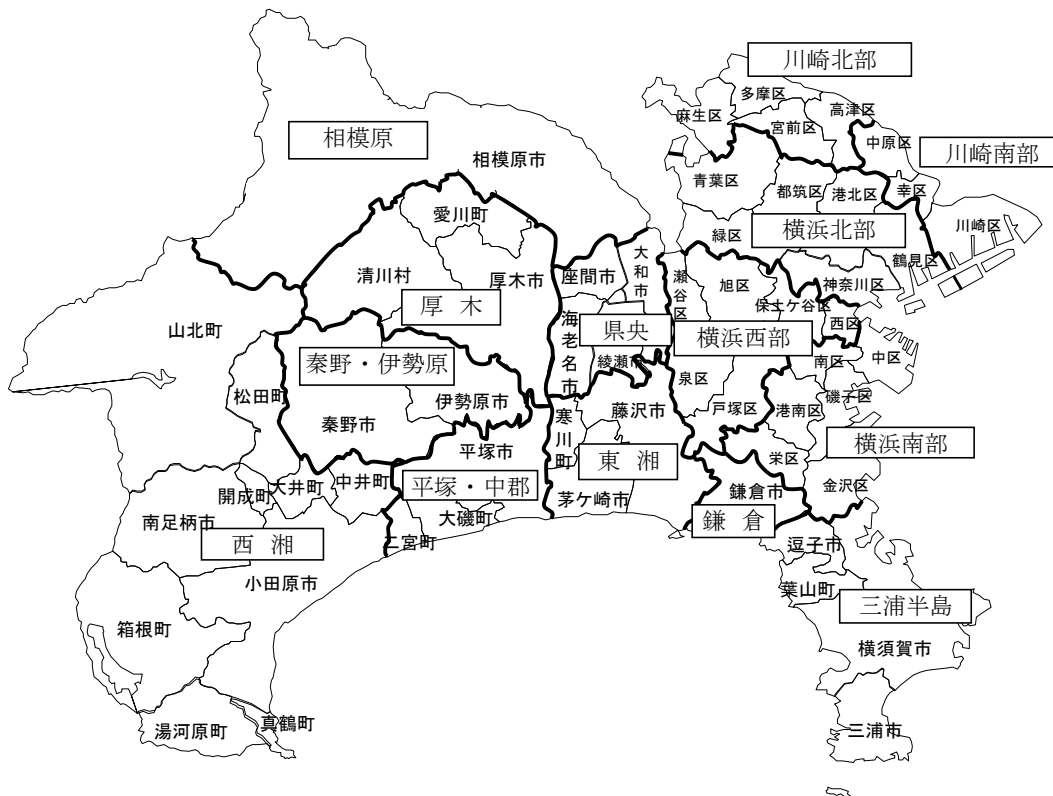 川崎北部
多摩区
高津区
麻生区
宮前区
相模原
中原区
川崎南部
相模原市
青葉区
都筑区
港北区
幸区
愛川町
横浜北部
川崎区
緑区
大和市
鶴見区
座間市
瀬谷区
旭区
清川村
厚木市
神奈川区
厚木
保土ケ谷区
山北町
海老名市
県央
横浜西部
西区
秦野・伊勢原
綾瀬市
南区
中区
泉区
松田町
磯子区
伊勢原市
藤沢市
戸塚区
港南区
秦野市
寒川町
平塚市
横浜南部
東湘
栄区
中井町
平塚・中郡
大井町
鎌倉市
金沢区
開成町
茅ケ崎市
南足柄市
大磯町
鎌倉
西湘
二宮町
逗子市
小田原市
葉山町
三浦半島
箱根町
横須賀市
真鶴町
湯河原町
三浦市